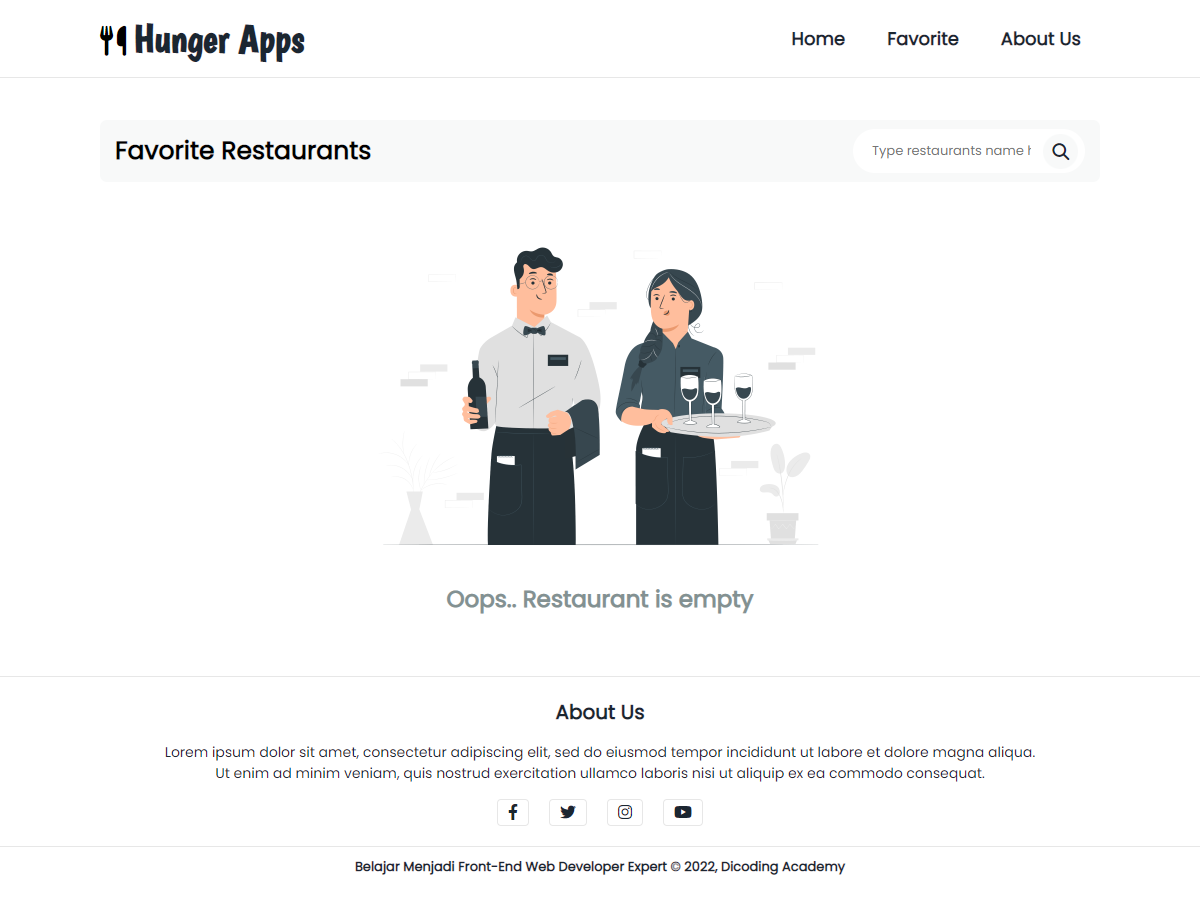 Hunger Apps
Home Favorite About Us
Favorite Restaurants
Type restaurants name h
Oops.. Restaurant is empty
About Us
Lorem ipsum dolor sit amet, consectetur adipiscing elit, sed do eiusmod tempor incididunt ut labore et dolore magna aliqua.
Ut enim ad minim veniam, quis nostrud exercitation ullamco laboris nisi ut aliquip ex ea commodo consequat.
Belajar Menjadi Front-End Web Developer Expert © 2022, Dicoding Academy